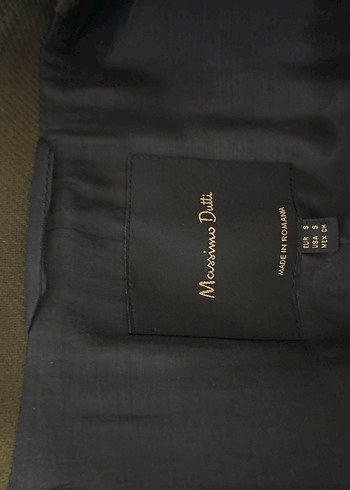 Massimo Dutti
MADE IN ROMANIA
EUR S
USA S
MEX CH